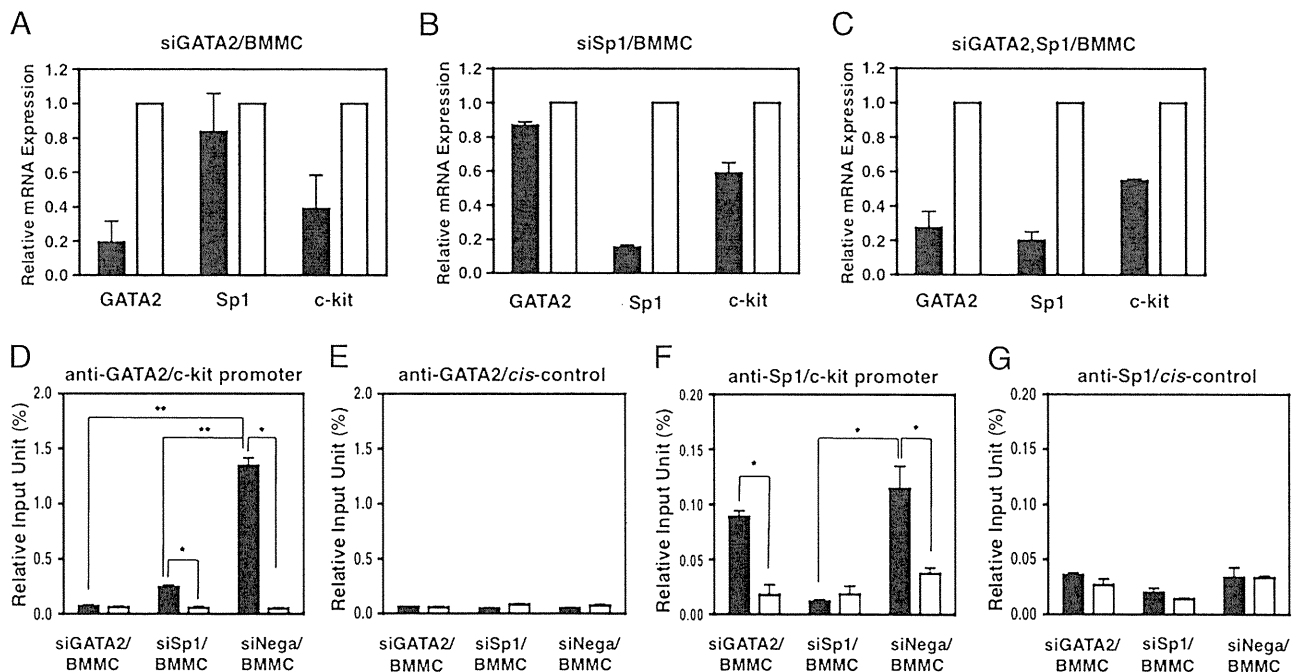 A
siGATA2/BMMC
Relative mRNA Expression
1.2
1.0
0.8
0.6
0.4
0.2
0.0
GATA2 Sp1 c-kit
B
siSp1/BMMC
Relative mRNA Expression
1.2
1.0
0.8
0.6
0.4
0.2
0.0
GATA2 Sp1 c-kit
C
siGATA2,Sp1/BMMC
Relative mRNA Expression
1.2
1.0
0.8
0.6
0.4
0.2
0.0
GATA2 Sp1 c-kit
D
anti-GATA2/c-kit promoter
Relative Input Unit (%)
2.0
1.5
1.0
0.5
0.0
**
**
*
*
siGATA2/ siSp1/ siNega/
BMMC BMMC BMMC
E
anti-GATA2/cis-control
Relative Input Unit (%)
2.0
1.5
1.0
0.5
0.0
siGATA2/ siSp1/ siNega/
BMMC BMMC BMMC
F
anti-Sp1/c-kit promoter
Relative Input Unit (%)
0.20
0.15
0.10
0.05
0.00
*
*
*
siGATA2/ siSp1/ siNega/
BMMC BMMC BMMC
G
anti-Sp1/cis-control
Relative Input Unit (%)
0.20
0.15
0.10
0.05
0.00
siGATA2/ siSp1/ siNega/
BMMC BMMC BMMC